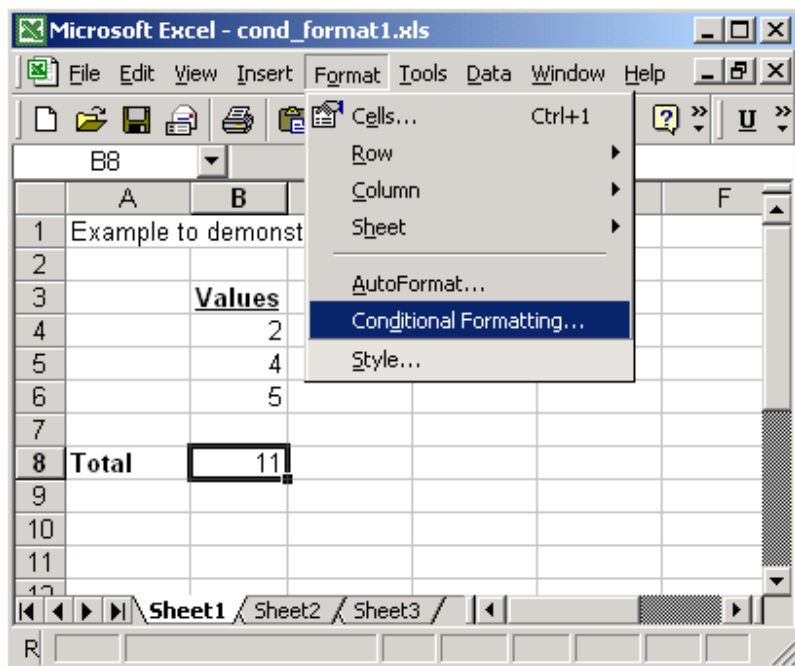 Microsoft Excel - cond_format1.xls
File Edit View Insert Format Tools Data Window Help
U
B8
Cells... Ctrl+1
Row
Column
Sheet
AutoFormat...
Conditional Formatting...
Style...
A B F
1 Example to demonst
2
3 Values
4 2
5 4
6 5
7
8 Total 11
9
10
11
Sheet1 Sheet2 Sheet3
R